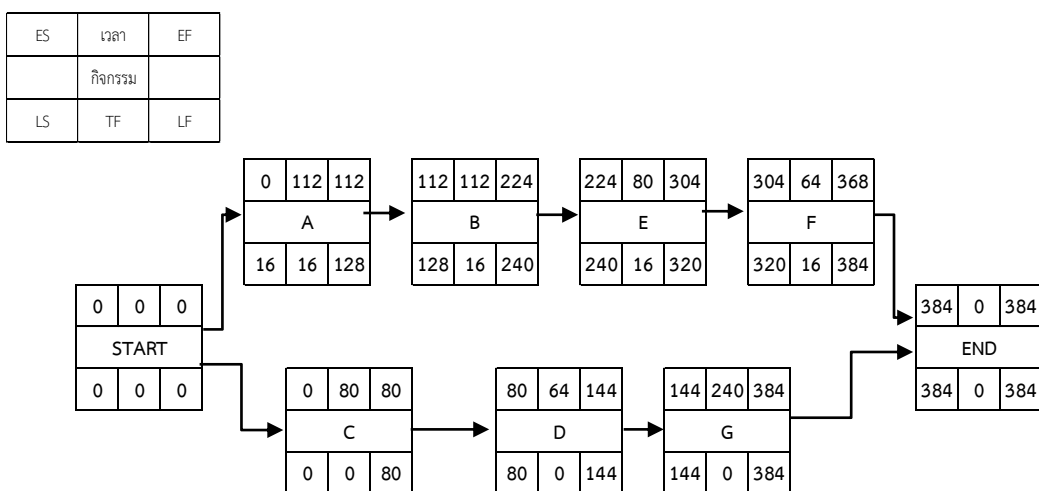 ES เวลา EF
กิจกรรม
LS TF LF
0 112 112
A
16 16 128
112 112 224
B
128 16 240
224 80 304
E
240 16 320
304 64 368
F
320 16 384
0 0 0
START
0 0 0
384 0 384
END
384 0 384
0 80 80
C
0 0 80
80 64 144
D
80 0 144
144 240 384
G
144 0 384